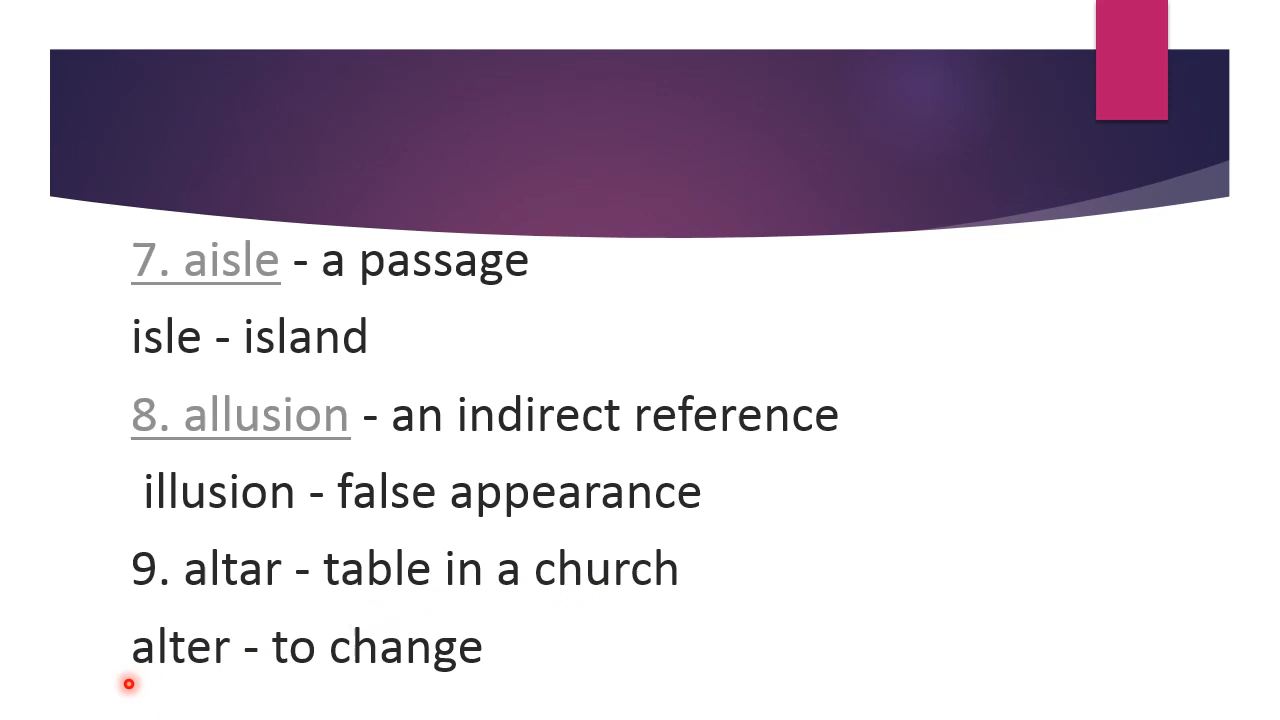 7. aisle - a passage
isle - island
8. allusion - an indirect reference
illusion - false appearance
9. altar - table in a church
alter - to change